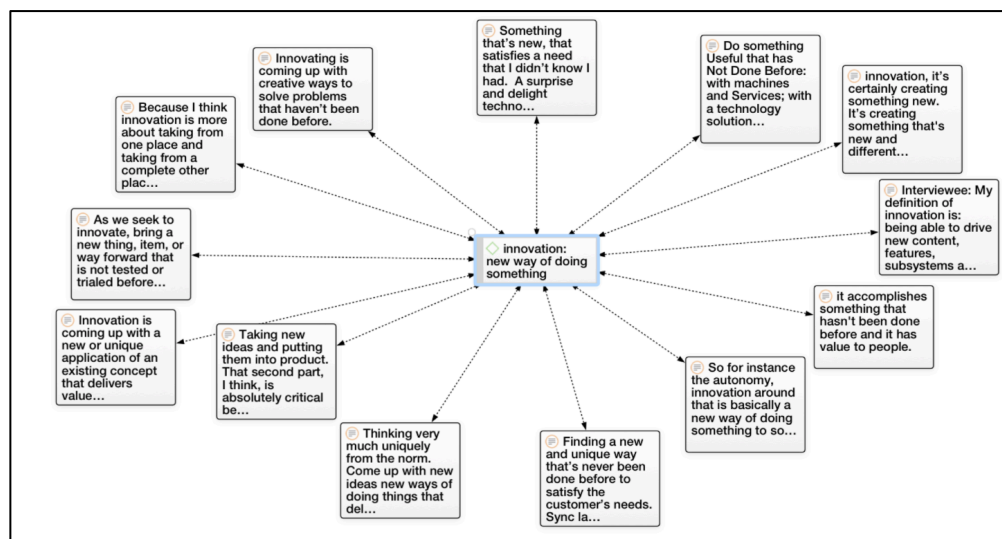 Something
that's new, that
satisfies a need
that I didn't know I
had. A surprise
and delight
techno...
Innovating is
coming up with
creative ways to
solve problems
that haven't been
done before.
Do something
Useful that has
Not Done Before:
with machines
and Services; with
a technology
solution...
innovation, it's
certainly creating
something new.
It's creating
something that's
new and
different...
Because I think
innovation is more
about taking from
one place and
taking from a
complete other
plac...
Interviewee: My
definition of
innovation is:
being able to drive
new content,
features,
subsystems a...
As we seek to
innovate, bring a
new thing, item, or
way forward that
is not tested or
trialed before...
innovation:
new way of doing
something
it accomplishes
something that
hasn't been done
before and it has
value to people.
Innovation is
coming up with a
new or unique
application of an
existing concept
that delivers
value...
Taking new
ideas and putting
them into product.
That second part,
I think, is
absolutely critical
be...
So for instance
the autonomy,
innovation around
that is basically a
new way of doing
something to so...
Thinking very
much uniquely
from the norm.
Come up with new
ideas new ways of
doing things that
del...
Finding a new
and unique way
that's never been
done before to
satisfy the
customer's needs.
Sync la...